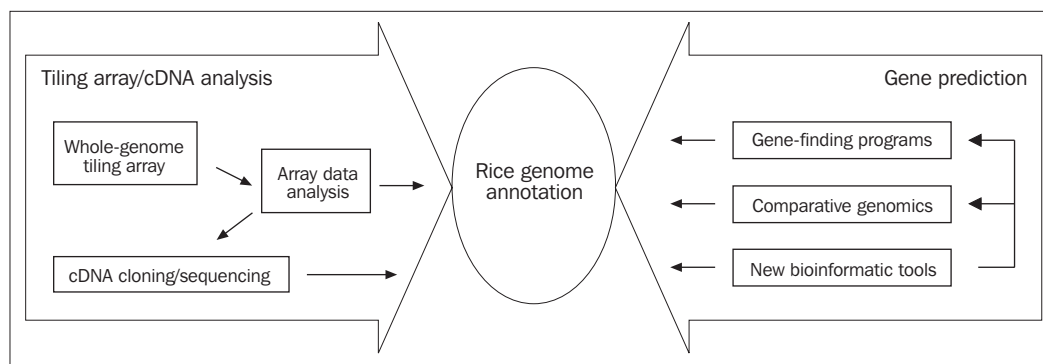 Tiling array/cDNA analysis
Whole-genome
tiling array
Array data
analysis
cDNA cloning/sequencing
Rice genome
annotation
Gene prediction
Gene-finding programs
Comparative genomics
New bioinformatic tools